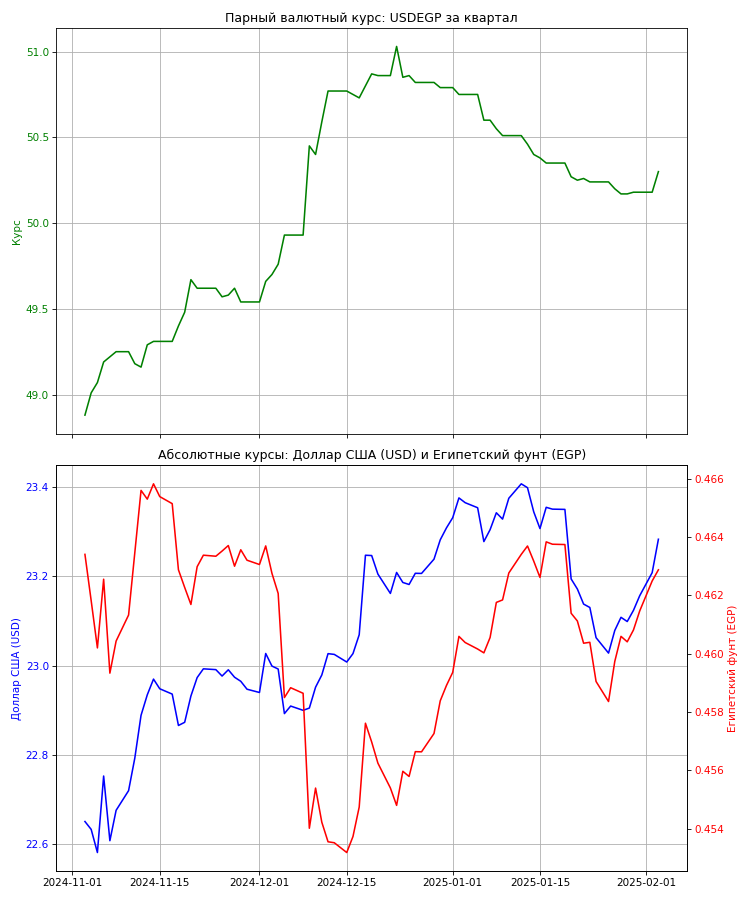 Парный валютный курс: USDEGP за квартал
51.0
50.5
50.0
49.5
49.0
Курс
Абсолютные курсы: Доллар США (USD) и Египетский фунт (EGP)
23.4
23.2
23.0
22.8
22.6
Доллар США (USD)
0.466
0.464
0.462
0.460
0.458
0.456
0.454
Египетский фунт (EGP)
2024-11-01 2024-11-15 2024-12-01 2024-12-15 2025-01-01 2025-01-15 2025-02-01